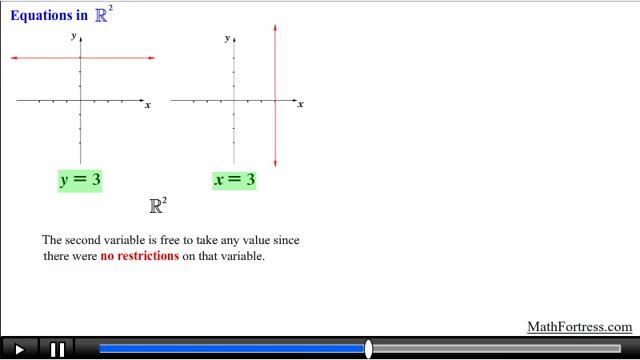 Equations in ℝ²
y
x
y
x
y = 3
x = 3
ℝ²
The second variable is free to take any value since
there were no restrictions on that variable.
MathFortress.com